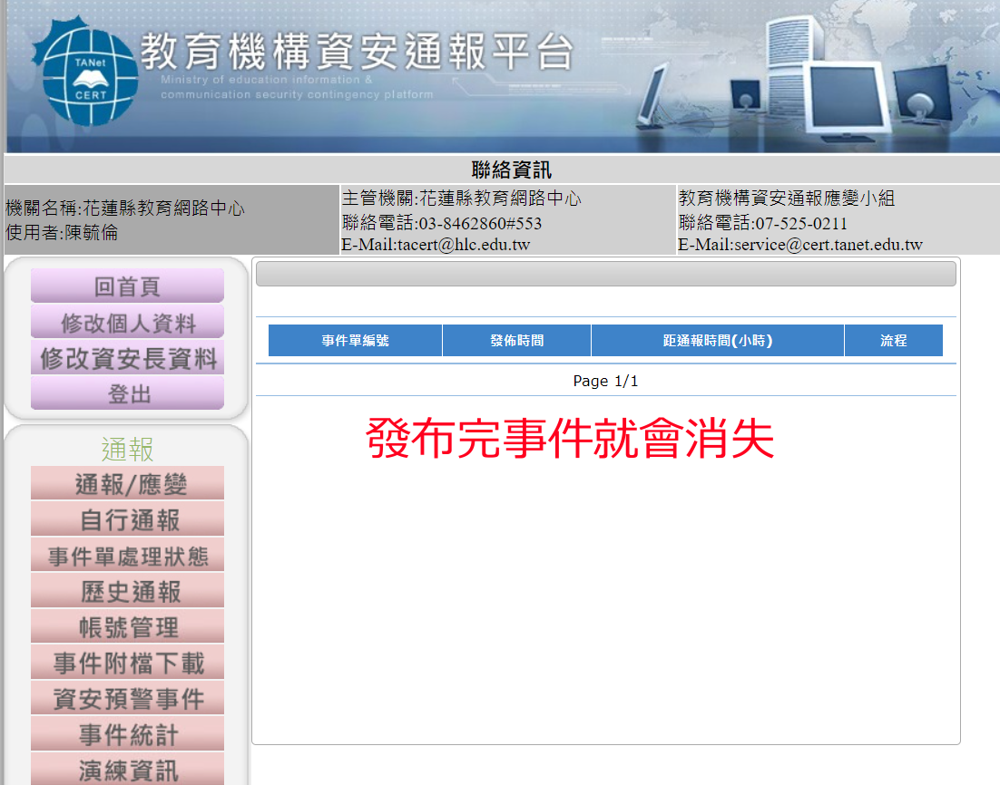 TANet
CERT
教育機構資安通報平台
Ministry of education information &
communication security contingency platform
聯絡資訊
機關名稱:花蓮縣教育網路中心
使用者:陳毓倫
主管機關:花蓮縣教育網路中心
聯絡電話:03-8462860#553
E-Mail:tacert@hlc.edu.tw
教育機構資安通報應變小組
聯絡電話:07-525-0211
E-Mail:service@cert.tanet.edu.tw
回首頁
修改個人資料
修改資安長資料
登出
通報
通報/應變
自行通報
事件單處理狀態
歷史通報
帳號管理
事件附檔下載
資安預警事件
事件統計
演練資訊
事件單編號 發佈時間 距通報時間(小時) 流程
Page 1/1
發布完事件就會消失